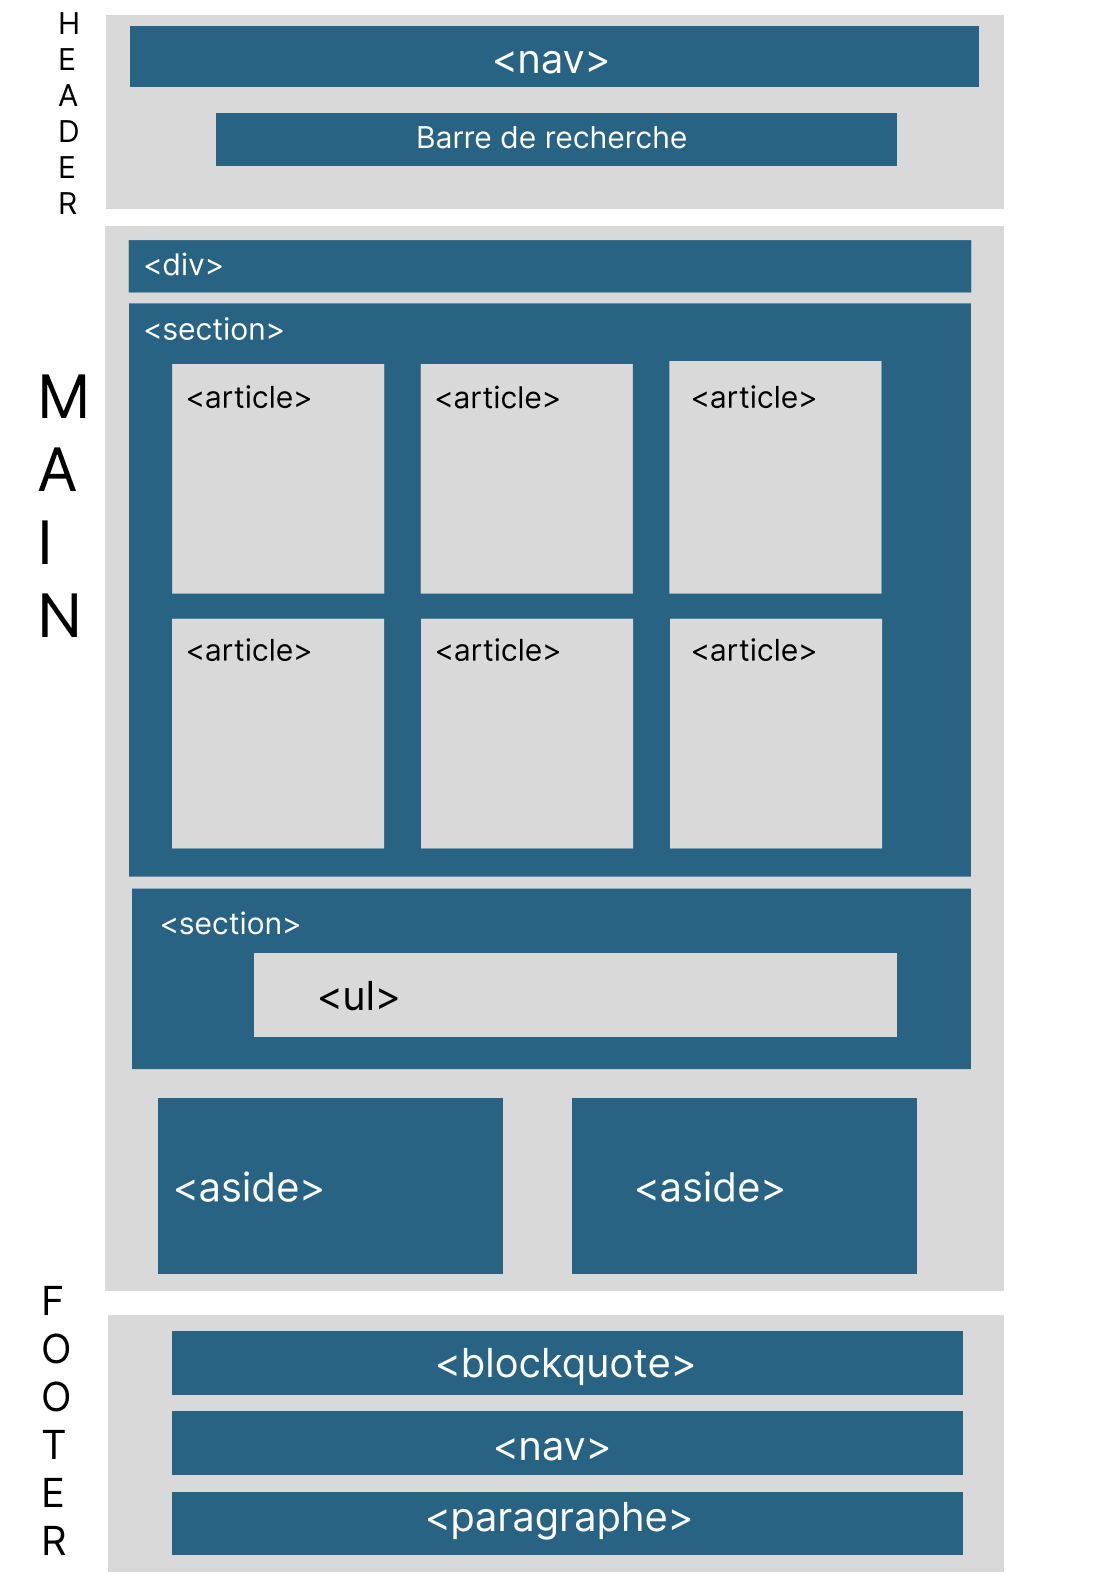 HEADER
<nav>
Barre de recherche
MAIN
<div>
<section>
<article> <article> <article>
<article> <article> <article>
<section>
<ul>
<aside> <aside>
FOOTER
<blockquote>
<nav>
<paragraphe>